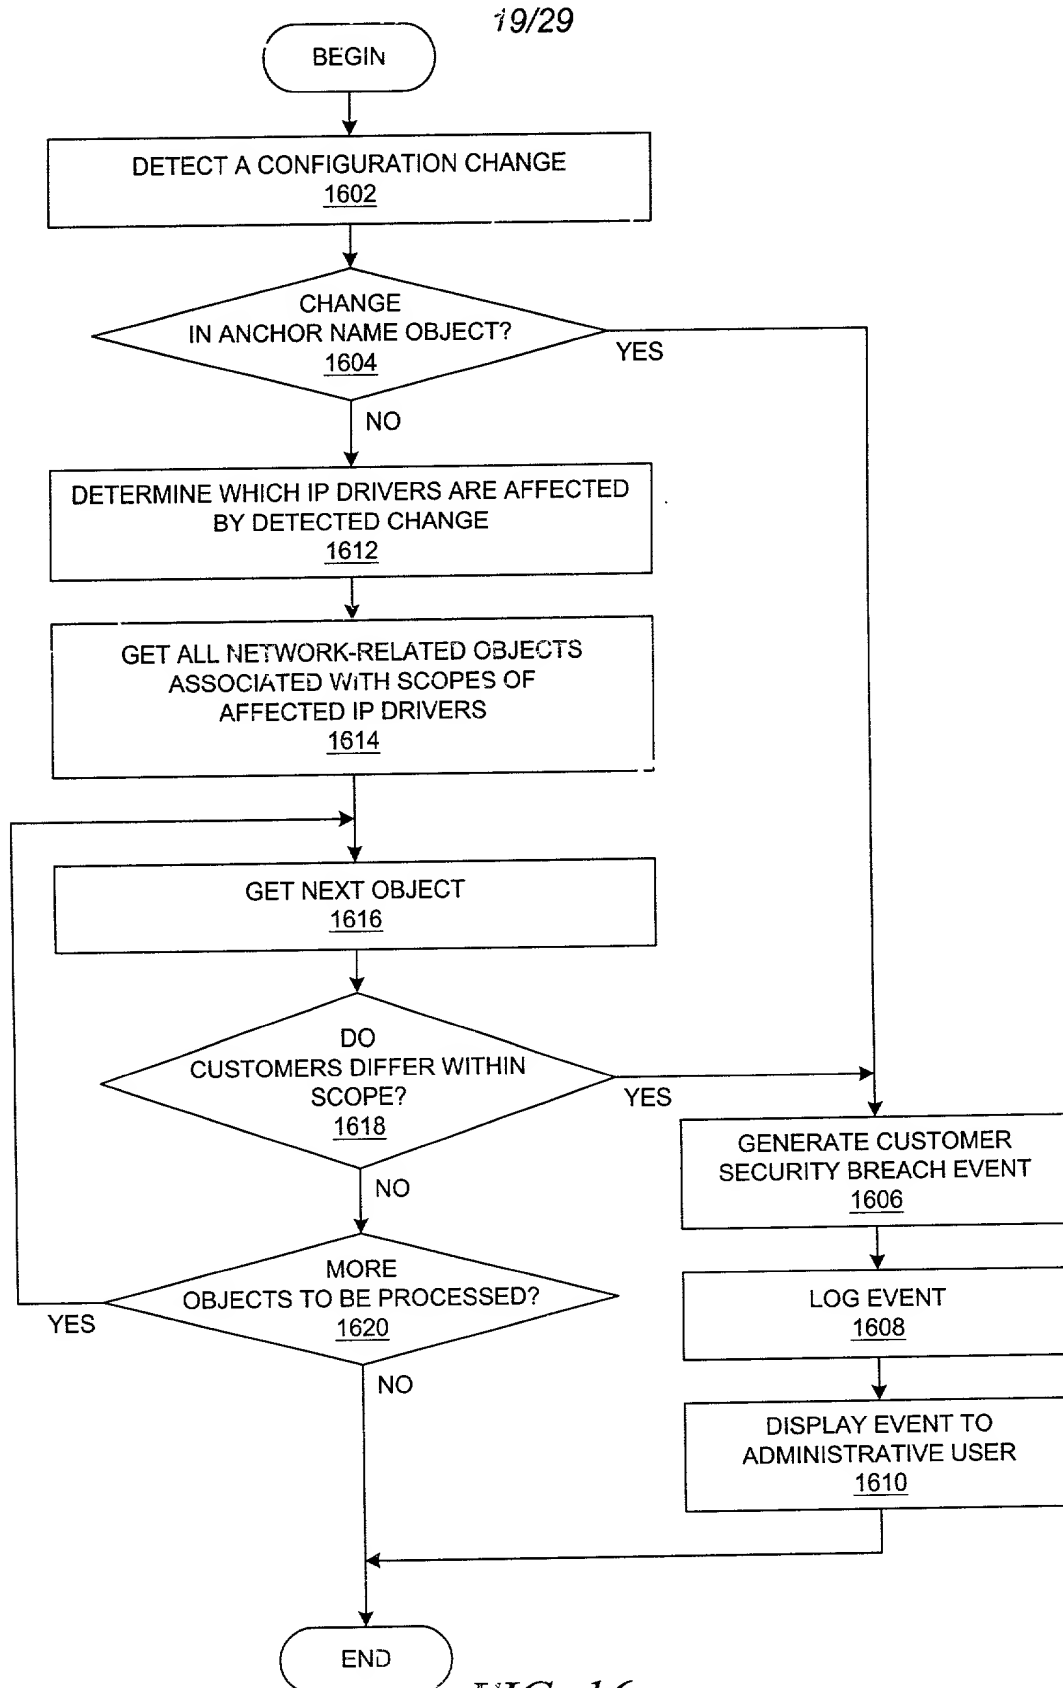 19/29
BEGIN
DETECT A CONFIGURATION CHANGE
1602
CHANGE
IN ANCHOR NAME OBJECT?
1604
YES
NO
DETERMINE WHICH IP DRIVERS ARE AFFECTED
BY DETECTED CHANGE
1612
GET ALL NETWORK-RELATED OBJECTS
ASSOCIATED WITH SCOPES OF
AFFECTED IP DRIVERS
1614
GET NEXT OBJECT
1616
DO
CUSTOMERS DIFFER WITHIN
SCOPE?
1618
YES
NO
GENERATE CUSTOMER
SECURITY BREACH EVENT
1606
MORE
OBJECTS TO BE PROCESSED?
1620
YES
NO
LOG EVENT
1608
DISPLAY EVENT TO
ADMINISTRATIVE USER
1610
END
FIG. 16